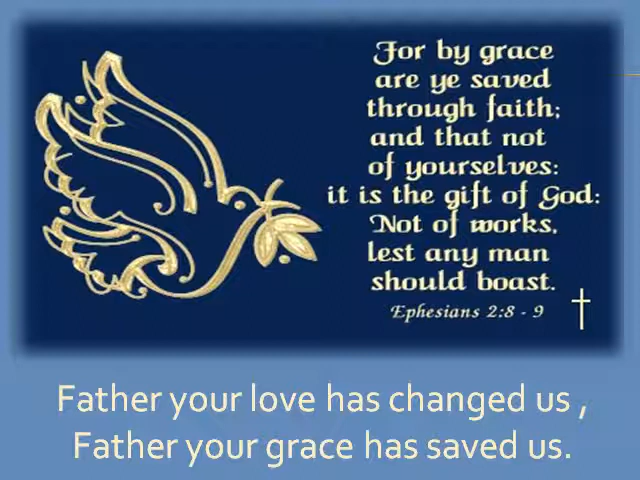 For by grace
are ye saved
through faith;
and that not
of yourselves:
it is the gift of God:
Not of works,
lest any man
should boast.
Ephesians 2:8 - 9
Father your love has changed us ,
Father your grace has saved us.